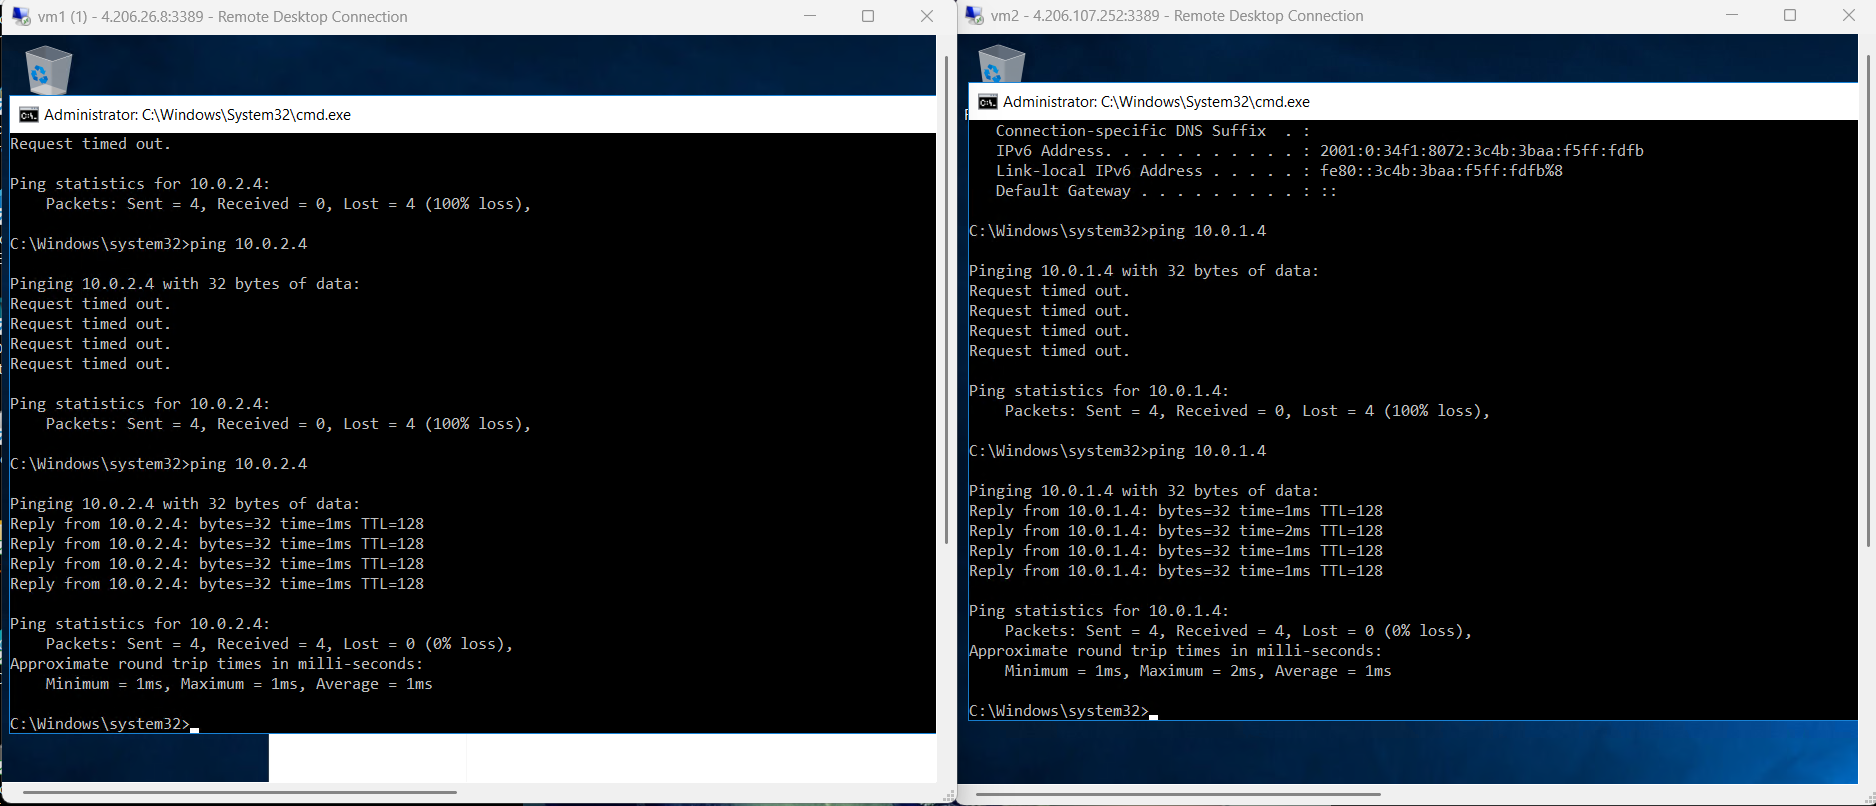 vm1 (1) - 4.206.26.8:3389 - Remote Desktop Connection
Administrator: C:\Windows\System32\cmd.exe
Request timed out.
Ping statistics for 10.0.2.4:
    Packets: Sent = 4, Received = 0, Lost = 4 (100% loss),
C:\Windows\system32>ping 10.0.2.4
Pinging 10.0.2.4 with 32 bytes of data:
Request timed out.
Request timed out.
Request timed out.
Request timed out.
Ping statistics for 10.0.2.4:
    Packets: Sent = 4, Received = 0, Lost = 4 (100% loss),
C:\Windows\system32>ping 10.0.2.4
Pinging 10.0.2.4 with 32 bytes of data:
Reply from 10.0.2.4: bytes=32 time=1ms TTL=128
Reply from 10.0.2.4: bytes=32 time=1ms TTL=128
Reply from 10.0.2.4: bytes=32 time=1ms TTL=128
Reply from 10.0.2.4: bytes=32 time=1ms TTL=128
Ping statistics for 10.0.2.4:
    Packets: Sent = 4, Received = 4, Lost = 0 (0% loss),
Approximate round trip times in milli-seconds:
    Minimum = 1ms, Maximum = 1ms, Average = 1ms
C:\Windows\system32>
vm2 - 4.206.107.252:3389 - Remote Desktop Connection
Administrator: C:\Windows\System32\cmd.exe
   Connection-specific DNS Suffix  . :
   IPv6 Address. . . . . . . . . . . : 2001:0:34f1:8072:3c4b:3baa:f5ff:fdfb
   Link-local IPv6 Address . . . . . : fe80::3c4b:3baa:f5ff:fdfb%8
   Default Gateway . . . . . . . . . : ::
C:\Windows\system32>ping 10.0.1.4
Pinging 10.0.1.4 with 32 bytes of data:
Request timed out.
Request timed out.
Request timed out.
Request timed out.
Ping statistics for 10.0.1.4:
    Packets: Sent = 4, Received = 0, Lost = 4 (100% loss),
C:\Windows\system32>ping 10.0.1.4
Pinging 10.0.1.4 with 32 bytes of data:
Reply from 10.0.1.4: bytes=32 time=1ms TTL=128
Reply from 10.0.1.4: bytes=32 time=2ms TTL=128
Reply from 10.0.1.4: bytes=32 time=1ms TTL=128
Reply from 10.0.1.4: bytes=32 time=1ms TTL=128
Ping statistics for 10.0.1.4:
    Packets: Sent = 4, Received = 4, Lost = 0 (0% loss),
Approximate round trip times in milli-seconds:
    Minimum = 1ms, Maximum = 2ms, Average = 1ms
C:\Windows\system32>